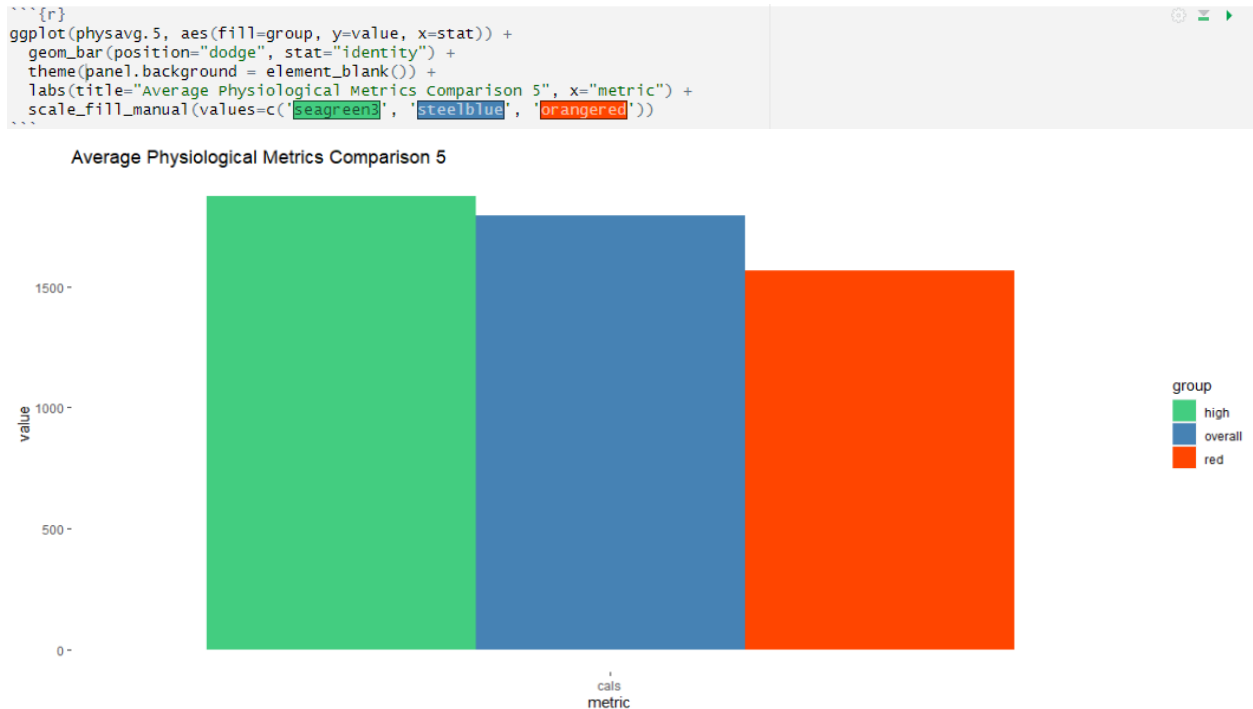 ```{r}
ggplot(physavg.5, aes(fill=group, y=value, x=stat)) +
  geom_bar(position="dodge", stat="identity") +
  theme(panel.background = element_blank()) +
  labs(title="Average Physiological Metrics Comparison 5", x="metric") +
  scale_fill_manual(values=c('seagreen3', 'steelblue', 'orangered'))
```
Average Physiological Metrics Comparison 5
1500
1000
500
0
value
cals
metric
group
high
overall
red